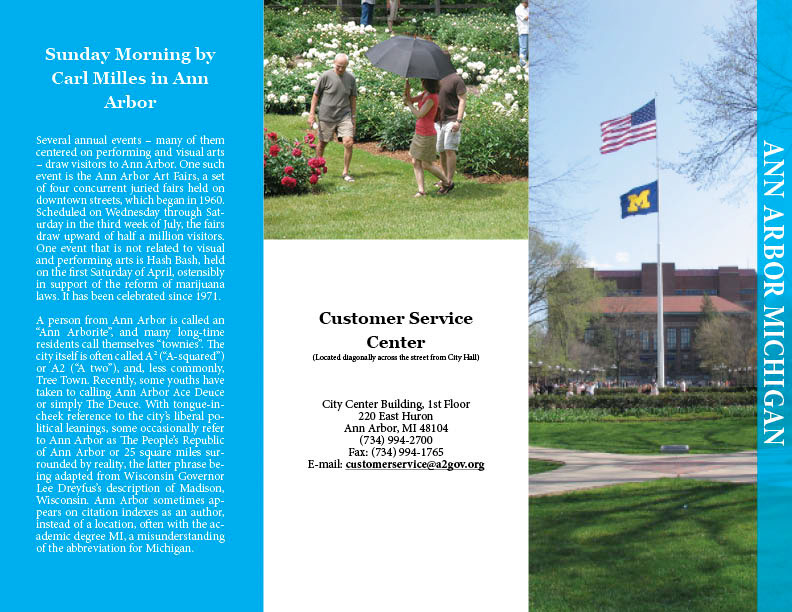 Sunday Morning by
Carl Milles in Ann
Arbor
Several annual events – many of them
centered on performing and visual arts
– draw visitors to Ann Arbor. One such
event is the Ann Arbor Art Fairs, a set
of four concurrent juried fairs held on
downtown streets, which began in 1960.
Scheduled on Wednesday through Sat-
urday in the third week of July, the fairs
draw upward of half a million visitors.
One event that is not related to visual
and performing arts is Hash Bash, held
on the first Saturday of April, ostensibly
in support of the reform of marijuana
laws. It has been celebrated since 1971.
A person from Ann Arbor is called an
“Ann Arborite”, and many long-time
residents call themselves “townies”. The
city itself is often called A² (“A-squared”)
or A2 (“A two”), and, less commonly,
Tree Town. Recently, some youths have
taken to calling Ann Arbor Ace Deuce
or simply The Deuce. With tongue-in-
cheek reference to the city’s liberal po-
litical leanings, some occasionally refer
to Ann Arbor as The People’s Republic
of Ann Arbor or 25 square miles sur-
rounded by reality, the latter phrase be-
ing adapted from Wisconsin Governor
Lee Dreyfus’s description of Madison,
Wisconsin. Ann Arbor sometimes ap-
pears on citation indexes as an author,
instead of a location, often with the ac-
ademic degree MI, a misunderstanding
of the abbreviation for Michigan.
Customer Service
Center
(Located diagonally across the street from City Hall)
City Center Building, 1st Floor
220 East Huron
Ann Arbor, MI 48104
(734) 994-2700
Fax: (734) 994-1765
E-mail: customerservice@a2gov.org
M
ANN ARBOR MICHIGAN